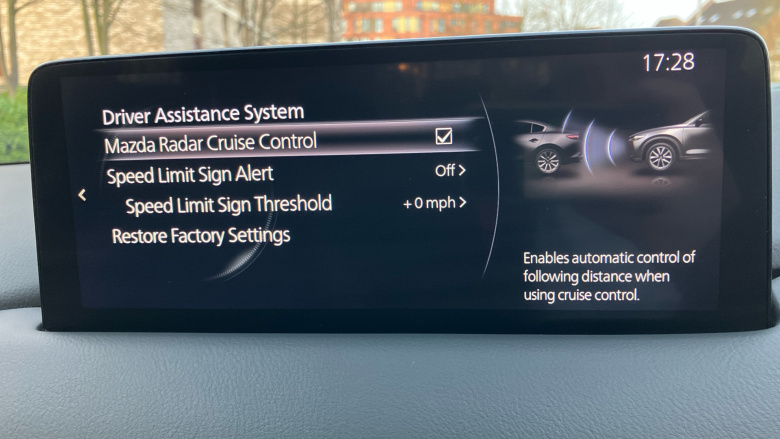 17:28
Driver Assistance System
Mazda Radar Cruise Control
Speed Limit Sign Alert Off >
Speed Limit Sign Threshold + 0 mph >
Restore Factory Settings
Enables automatic control of
following distance when
using cruise control.